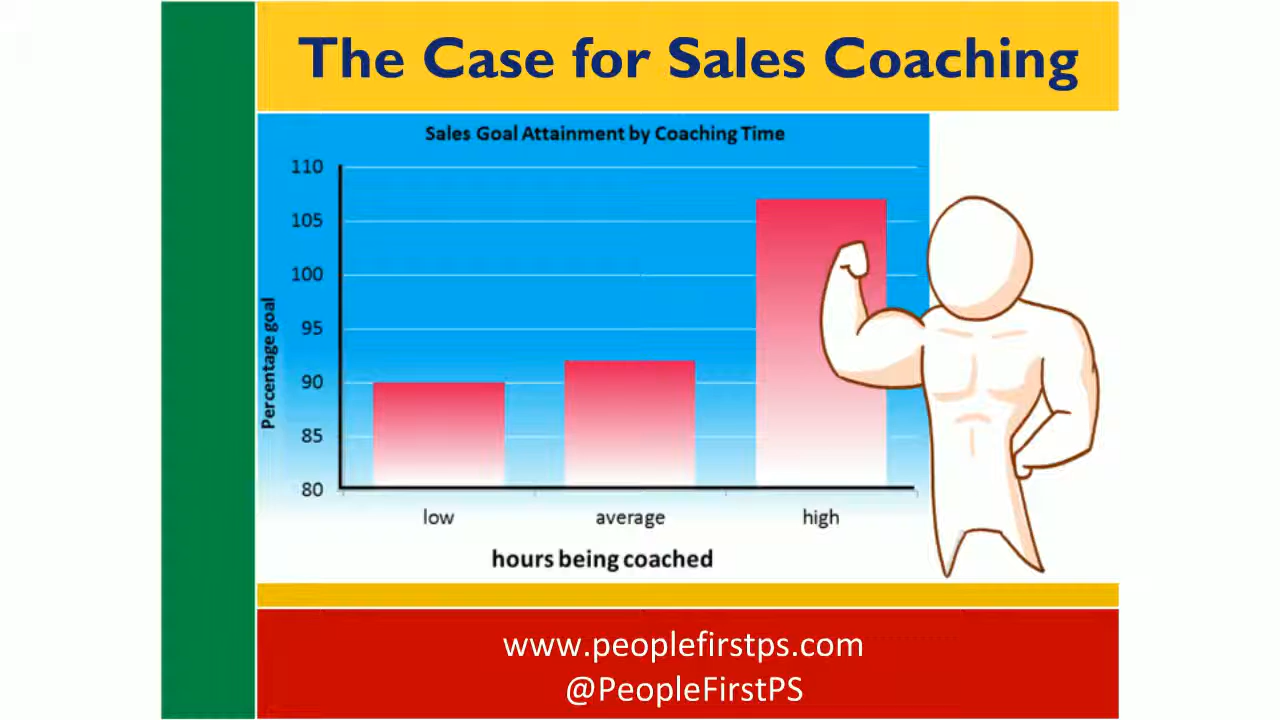 The Case for Sales Coaching
Sales Goal Attainment by Coaching Time
110
105
100
95
90
85
80
Percentage goal
low average high
hours being coached
www.peoplefirstps.com
@PeopleFirstPS